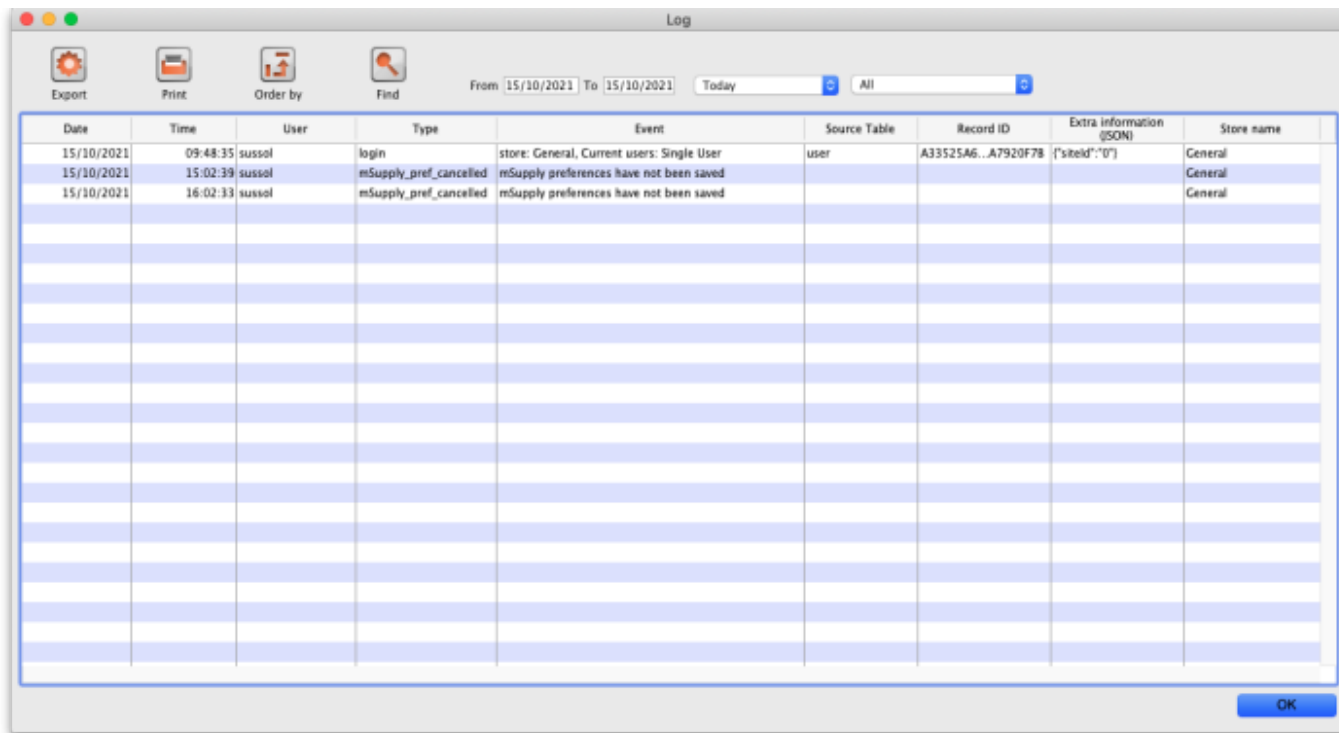 Log
Export Print Order by Find From 15/10/2021 To 15/10/2021 Today All
Date Time User Type Event Source Table Record ID Extra information (JSON) Store name
15/10/2021 09:48:35 sussol login store: General, Current users: Single User user A33525A6...A7920F7B {"siteId":"0"} General
15/10/2021 15:02:39 sussol mSupply_pref_cancelled mSupply preferences have not been saved General
15/10/2021 16:02:33 sussol mSupply_pref_cancelled mSupply preferences have not been saved General
OK